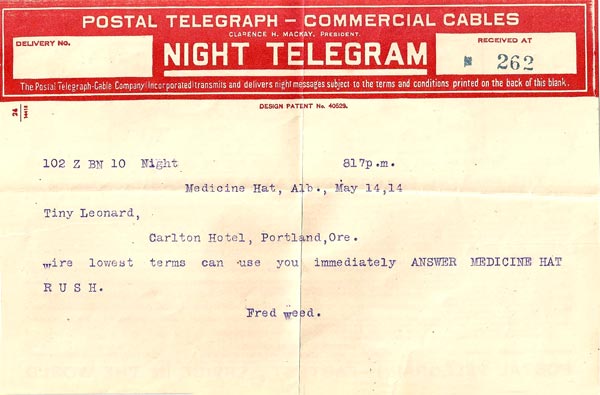 POSTAL TELEGRAPH – COMMERCIAL CABLES
CLARENCE H. MACKAY, PRESIDENT.
DELIVERY No.
NIGHT TELEGRAM
RECEIVED AT
262
The Postal Telegraph-Cable Company (Incorporated) transmits and delivers night messages subject to the terms and conditions printed on the back of this blank.
DESIGN PATENT No. 40529.
102 Z BN 10 Night 817p.m.
Medicine Hat, Alb., May 14,14
Tiny Leonard,
Carlton Hotel, Portland,Ore.
wire lowest terms can use you immediately ANSWER MEDICINE HAT
R U S H.
Fred weed.